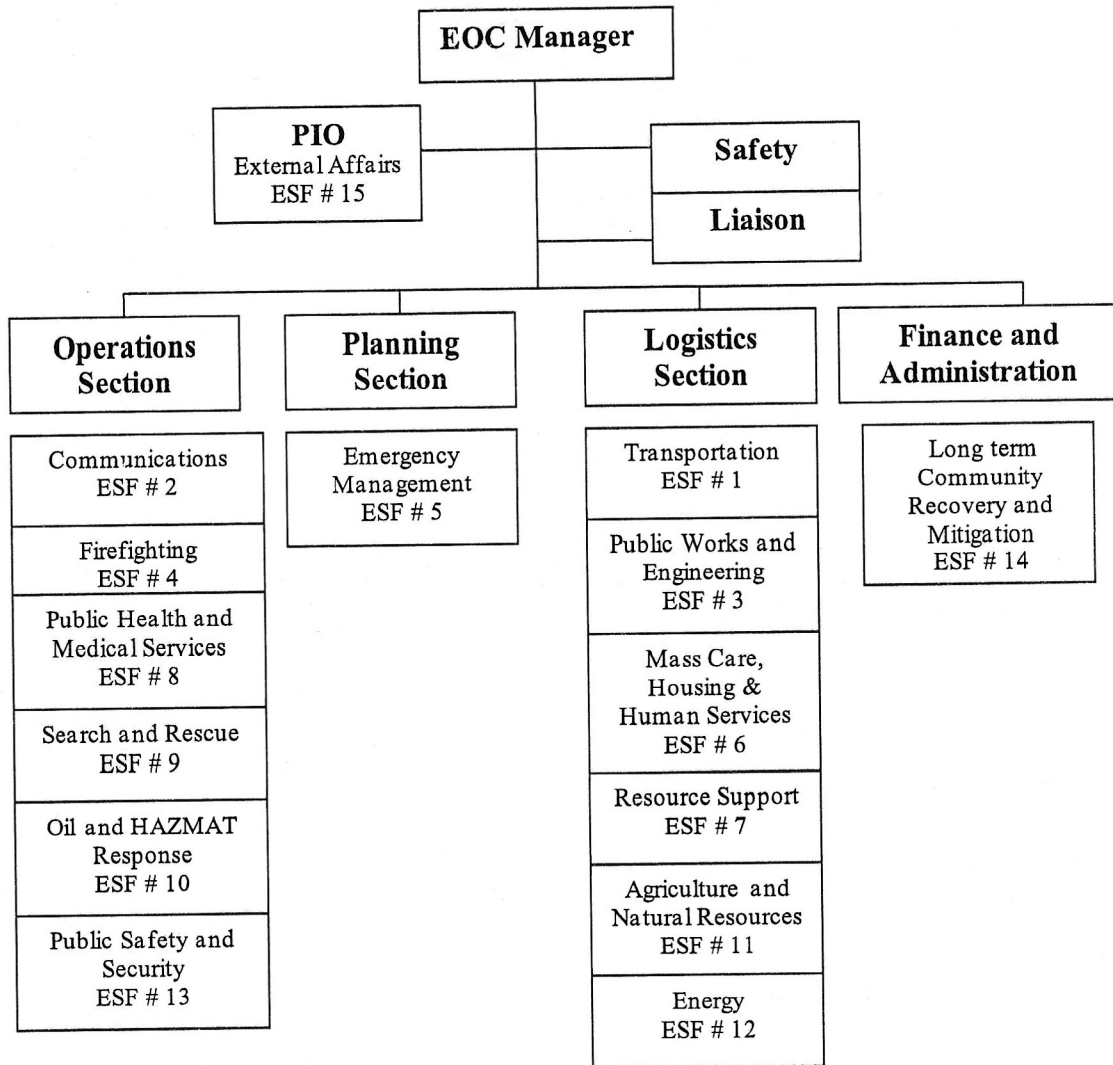 EOC Manager
PIO
External Affairs
ESF # 15
Safety
Liaison
Operations
Section
Communications
ESF # 2
Firefighting
ESF # 4
Public Health and
Medical Services
ESF # 8
Search and Rescue
ESF # 9
Oil and HAZMAT
Response
ESF # 10
Public Safety and
Security
ESF # 13
Planning
Section
Emergency
Management
ESF # 5
Logistics
Section
Transportation
ESF # 1
Public Works and
Engineering
ESF # 3
Mass Care,
Housing &
Human Services
ESF # 6
Resource Support
ESF # 7
Agriculture and
Natural Resources
ESF # 11
Energy
ESF # 12
Finance and
Administration
Long term
Community
Recovery and
Mitigation
ESF # 14